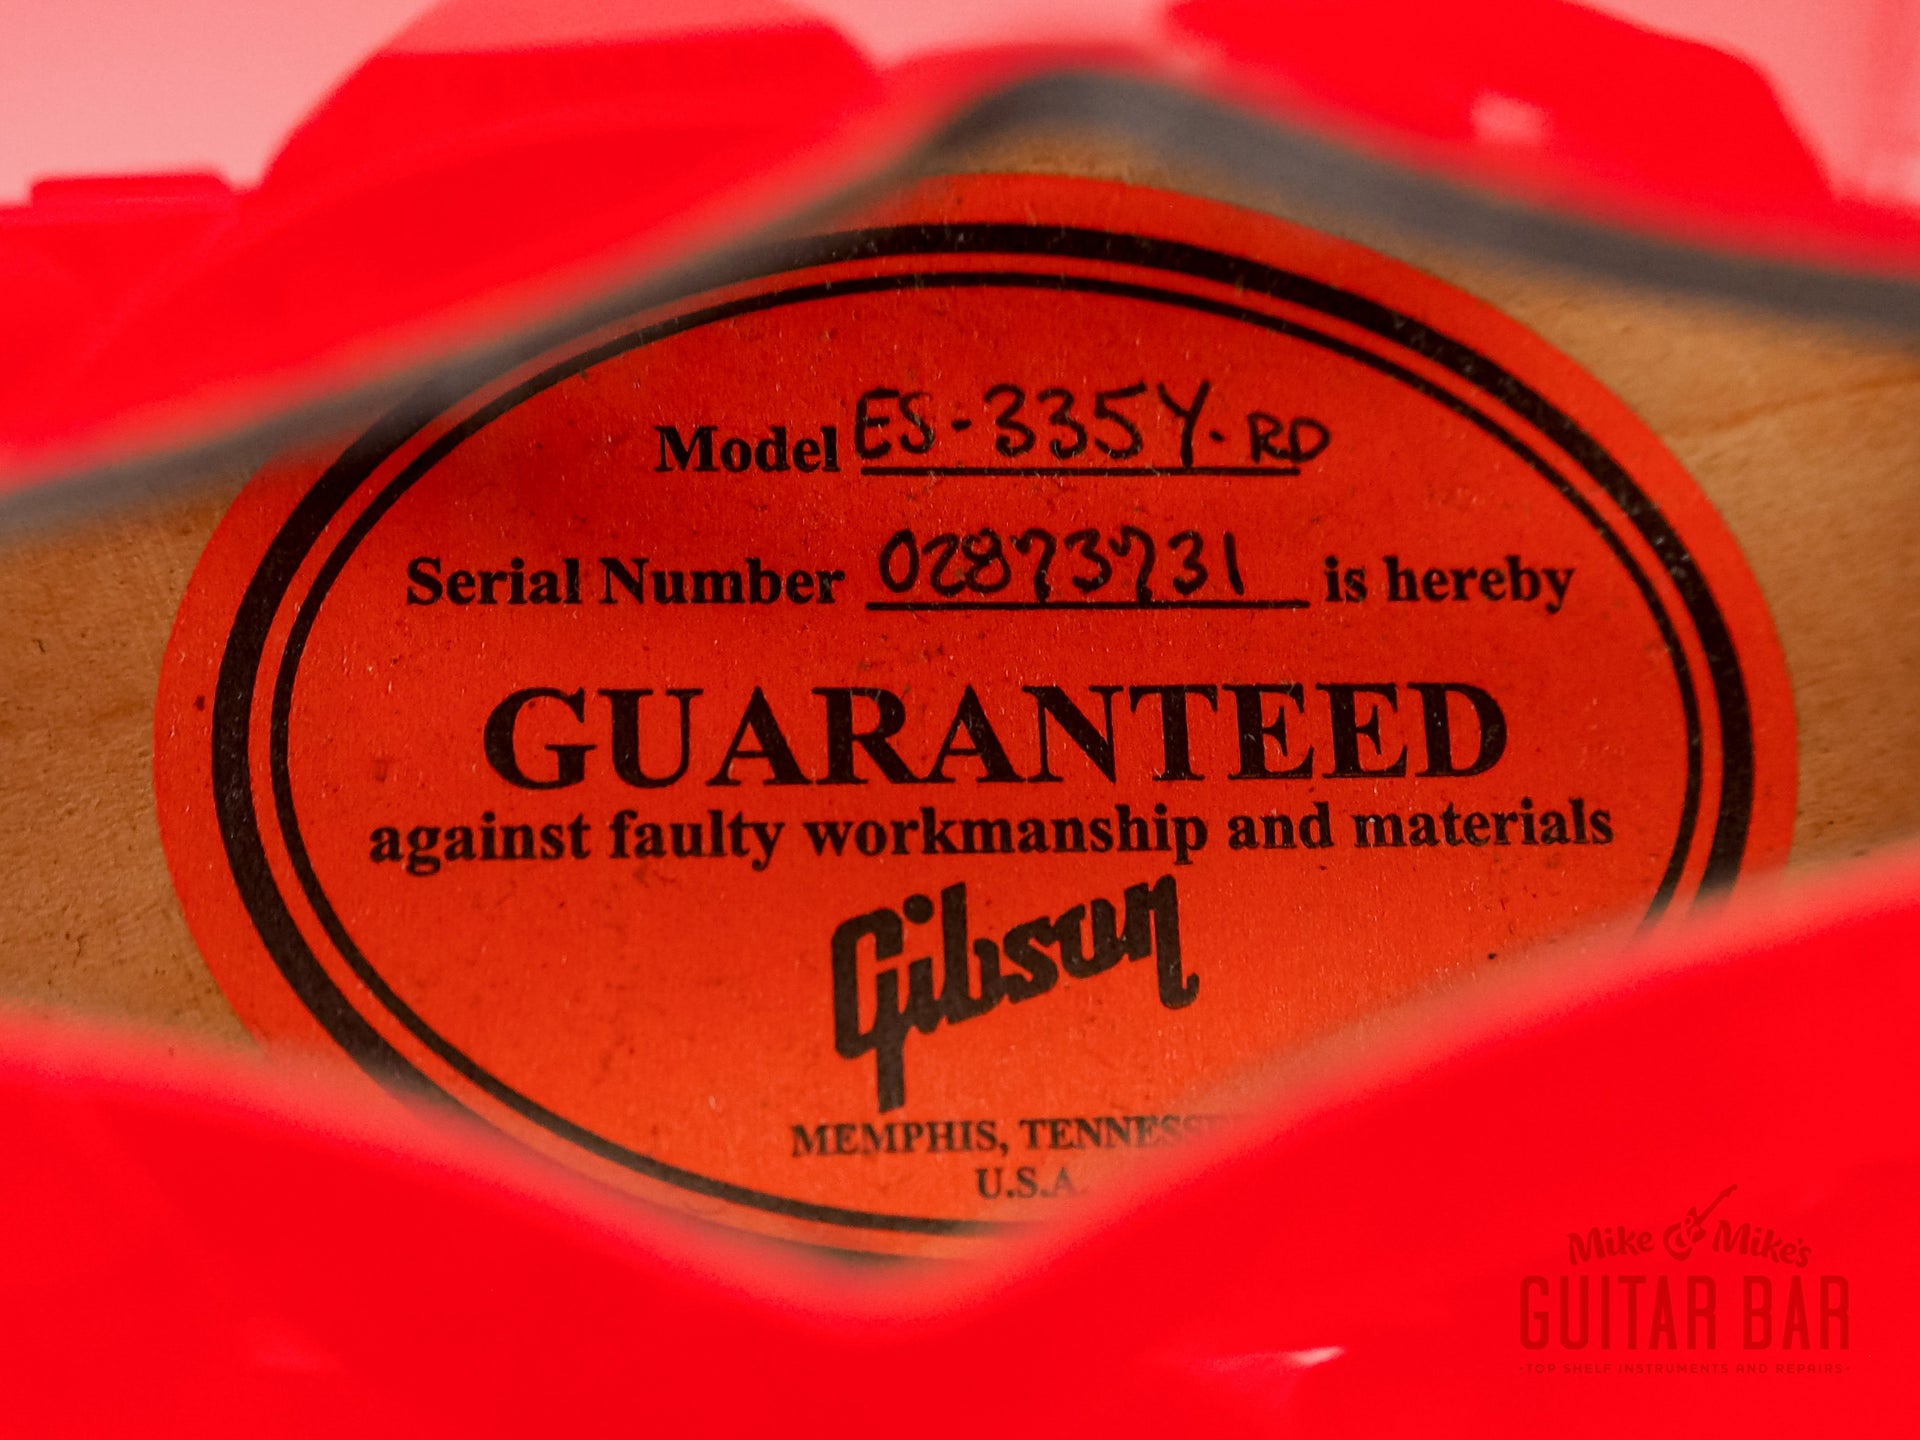 Model ES-335Y-RD
Serial Number 02873731 is hereby
GUARANTEED
against faulty workmanship and materials
Gibson
MEMPHIS, TENNESSE
U.S.A.
Mike & Mike's
GUITAR BAR
·TOP SHELF INSTRUMENTS AND REPAIRS·